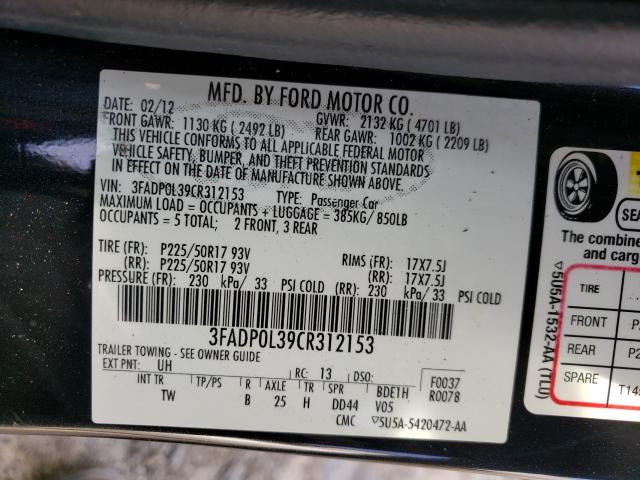 MFD. BY FORD MOTOR CO.
DATE: 02/12 GVWR: 2132 KG ( 4701 LB)
FRONT GAWR: 1130 KG ( 2492 LB) REAR GAWR: 1002 KG ( 2209 LB)
THIS VEHICLE CONFORMS TO ALL APPLICABLE FEDERAL MOTOR
VEHICLE SAFETY, BUMPER, AND THEFT PREVENTION STANDARDS
IN EFFECT ON THE DATE OF MANUFACTURE SHOWN ABOVE.
VIN: 3FADP0L39CR312153 TYPE: Passenger Car
MAXIMUM LOAD = OCCUPANTS + LUGGAGE = 385KG/ 850LB
OCCUPANTS = 5 TOTAL; 2 FRONT, 3 REAR
TIRE (FR): P225/50R17 93V RIMS (FR): 17X7.5J
(RR): P225/50R17 93V (RR): 17X7.5J
PRESSURE (FR): 230 kPa/ 33 PSI COLD (RR): 230 kPa/ 33 PSI COLD
3FADP0L39CR312153
TRAILER TOWING - SEE OWNER GUIDE
EXT PNT: UH RC: 13 DSO: F0037
R0078
INT TR TP/PS R AXLE TR SPR BDETH
TW B 25 H DD44 V05
CMC ▽5U5A-5420472-AA
▽5U5A-1532-AA (TLO)
SEA
The combine
and carg
TIRE
FRONT P
REAR P2
SPARE T14